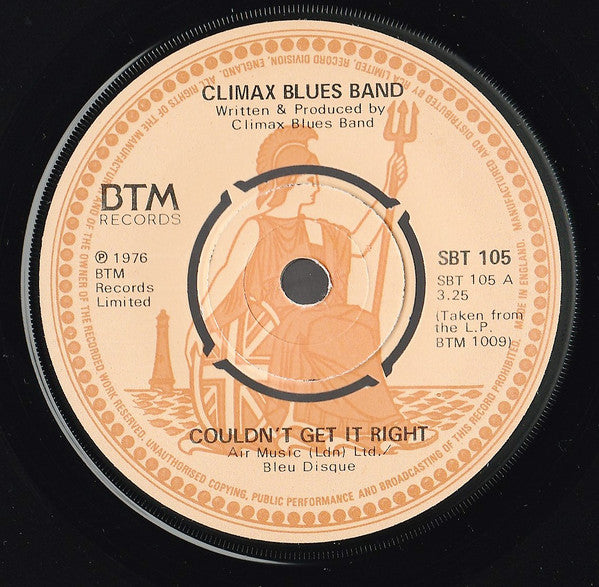 CLIMAX BLUES BAND
Written & Produced by
Climax Blues Band
BTM
RECORDS
℗ 1976
BTM
Records
Limited
SBT 105
SBT 105 A
3.25
(Taken from
the L.P.
BTM 1009)
COULDN'T GET IT RIGHT
Air Music (Ldn) Ltd./
Bleu Disque
MANUFACTURED AND DISTRIBUTED BY RCA LIMITED, RECORD DIVISION, ENGLAND. ALL RIGHTS OF THE MANUFACTURER AND OF THE OWNER OF THE RECORDED WORK RESERVED. UNAUTHORISED COPYING, PUBLIC PERFORMANCE AND BROADCASTING OF THIS RECORD PROHIBITED. MADE IN ENGLAND.